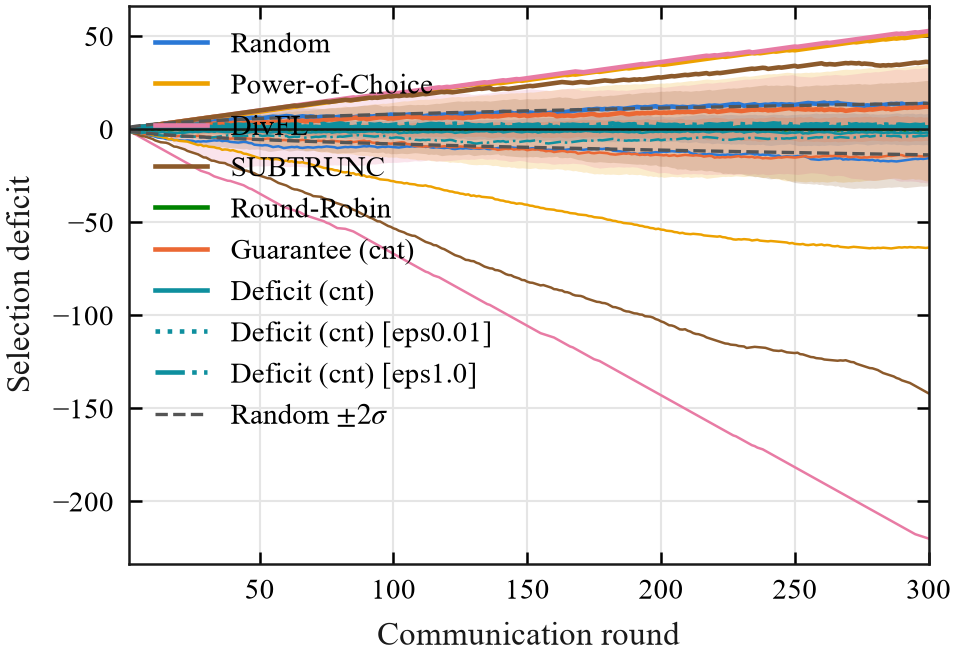 Selection deficit
50
0
−50
−100
−150
−200
Random
Power-of-Choice
DivFL
SUBTRUNC
Round-Robin
Guarantee (cnt)
Deficit (cnt)
Deficit (cnt) [eps0.01]
Deficit (cnt) [eps1.0]
Random ±2σ
50
100
150
200
250
300
Communication round